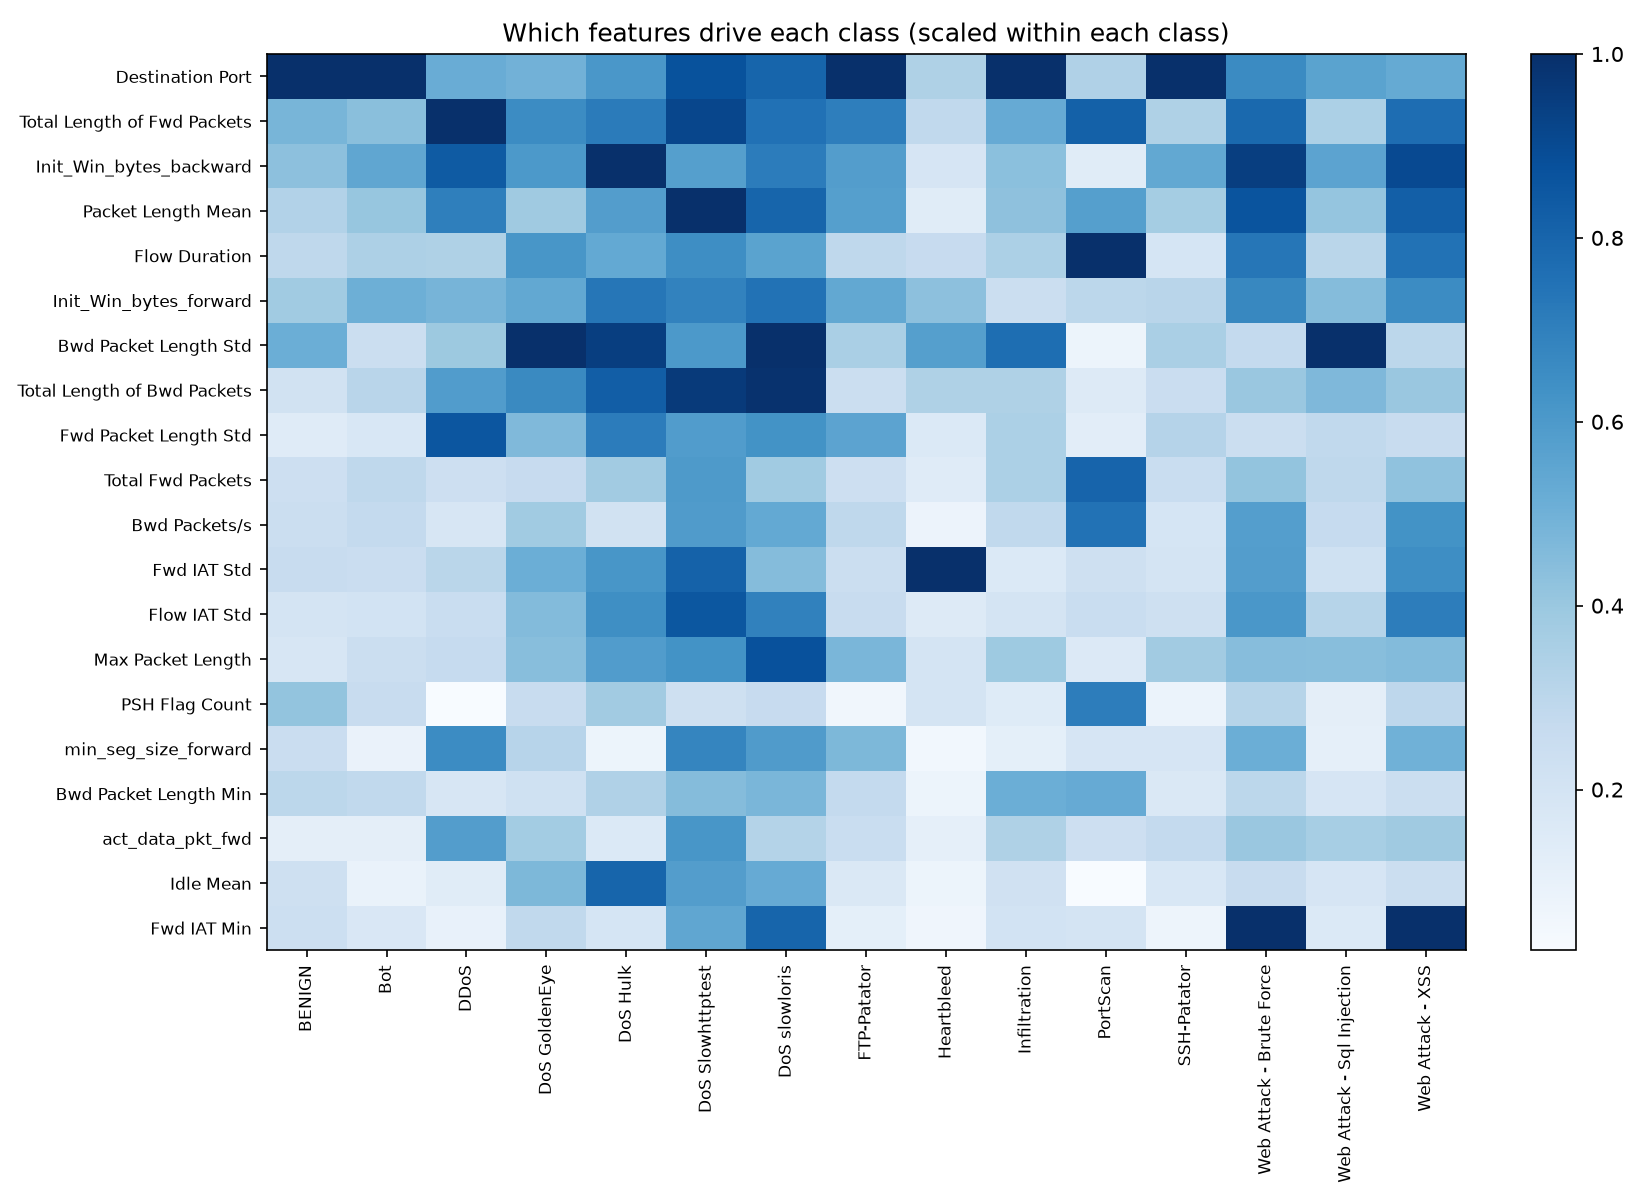 Which features drive each class (scaled within each class)
Destination Port
Total Length of Fwd Packets
Init_Win_bytes_backward
Packet Length Mean
Flow Duration
Init_Win_bytes_forward
Bwd Packet Length Std
Total Length of Bwd Packets
Fwd Packet Length Std
Total Fwd Packets
Bwd Packets/s
Fwd IAT Std
Flow IAT Std
Max Packet Length
PSH Flag Count
min_seg_size_forward
Bwd Packet Length Min
act_data_pkt_fwd
Idle Mean
Fwd IAT Min
BENIGN
Bot
DDoS
DoS GoldenEye
DoS Hulk
DoS Slowhttptest
DoS slowloris
FTP-Patator
Heartbleed
Infiltration
PortScan
SSH-Patator
Web Attack - Brute Force
Web Attack - Sql Injection
Web Attack - XSS
1.0
0.8
0.6
0.4
0.2